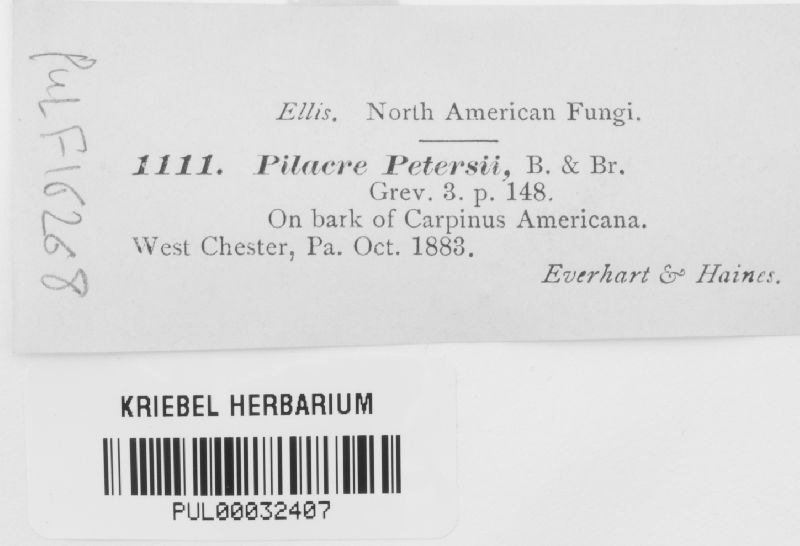 PUL F16268
Ellis. North American Fungi.
1111. Pilacre Petersii, B. & Br.
Grev. 3. p. 148.
On bark of Carpinus Americana.
West Chester, Pa. Oct. 1883.
Everhart & Haines.
KRIEBEL HERBARIUM
PUL00032407